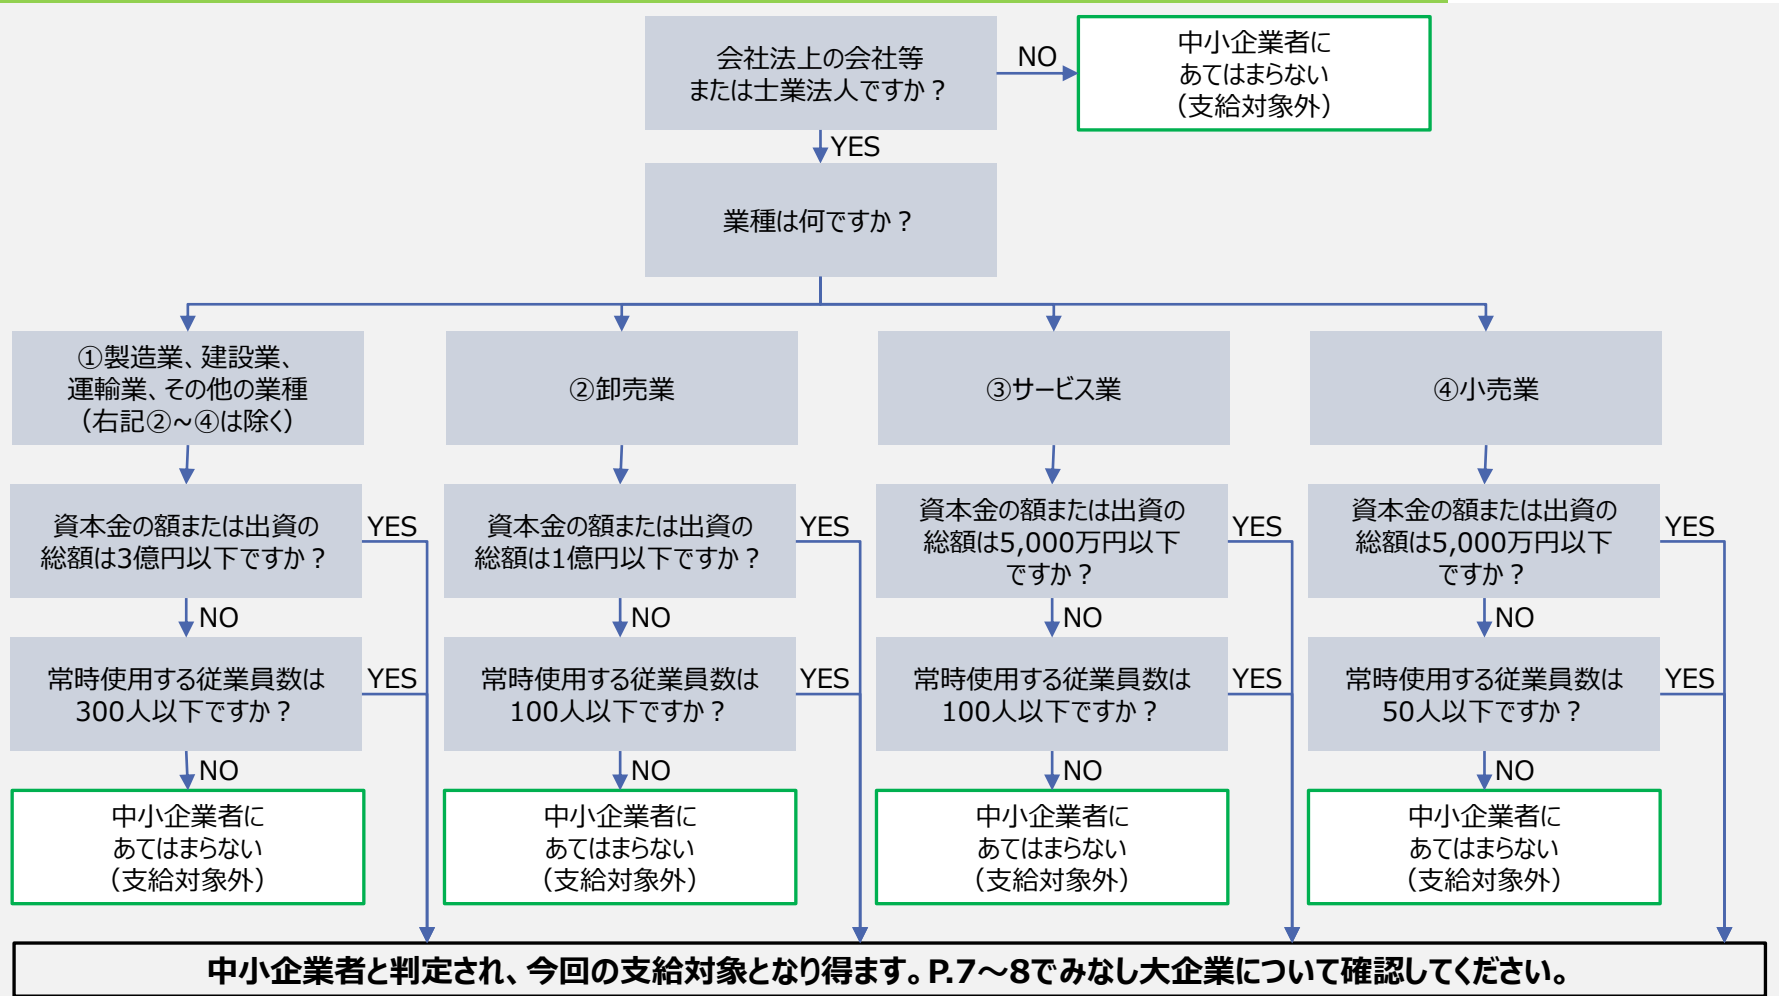 会社法上の会社等
または士業法人ですか？
NO
中小企業者に
あてはまらない
（支給対象外）
YES
業種は何ですか？
①製造業、建設業、
運輸業、その他の業種
（右記②~④は除く）
②卸売業
③サービス業
④小売業
資本金の額または出資の
総額は3億円以下ですか？
YES
資本金の額または出資の
総額は1億円以下ですか？
YES
資本金の額または出資の
総額は5,000万円以下
ですか？
YES
資本金の額または出資の
総額は5,000万円以下
ですか？
YES
NO
NO
NO
NO
常時使用する従業員数は
300人以下ですか？
YES
常時使用する従業員数は
100人以下ですか？
YES
常時使用する従業員数は
100人以下ですか？
YES
常時使用する従業員数は
50人以下ですか？
YES
NO
NO
NO
NO
中小企業者に
あてはまらない
（支給対象外）
中小企業者に
あてはまらない
（支給対象外）
中小企業者に
あてはまらない
（支給対象外）
中小企業者に
あてはまらない
（支給対象外）
中小企業者と判定され、今回の支給対象となり得ます。P.7～8でみなし大企業について確認してください。